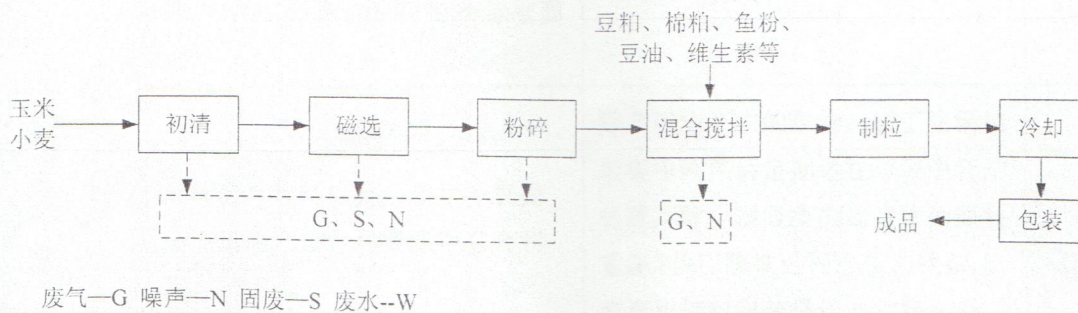 豆粕、棉粕、鱼粉、
豆油、维生素等
玉米
小麦
初清
磁选
粉碎
混合搅拌
制粒
冷却
G、S、N
G、N
成品
包装
废气—G 噪声—N 固废—S 废水--W